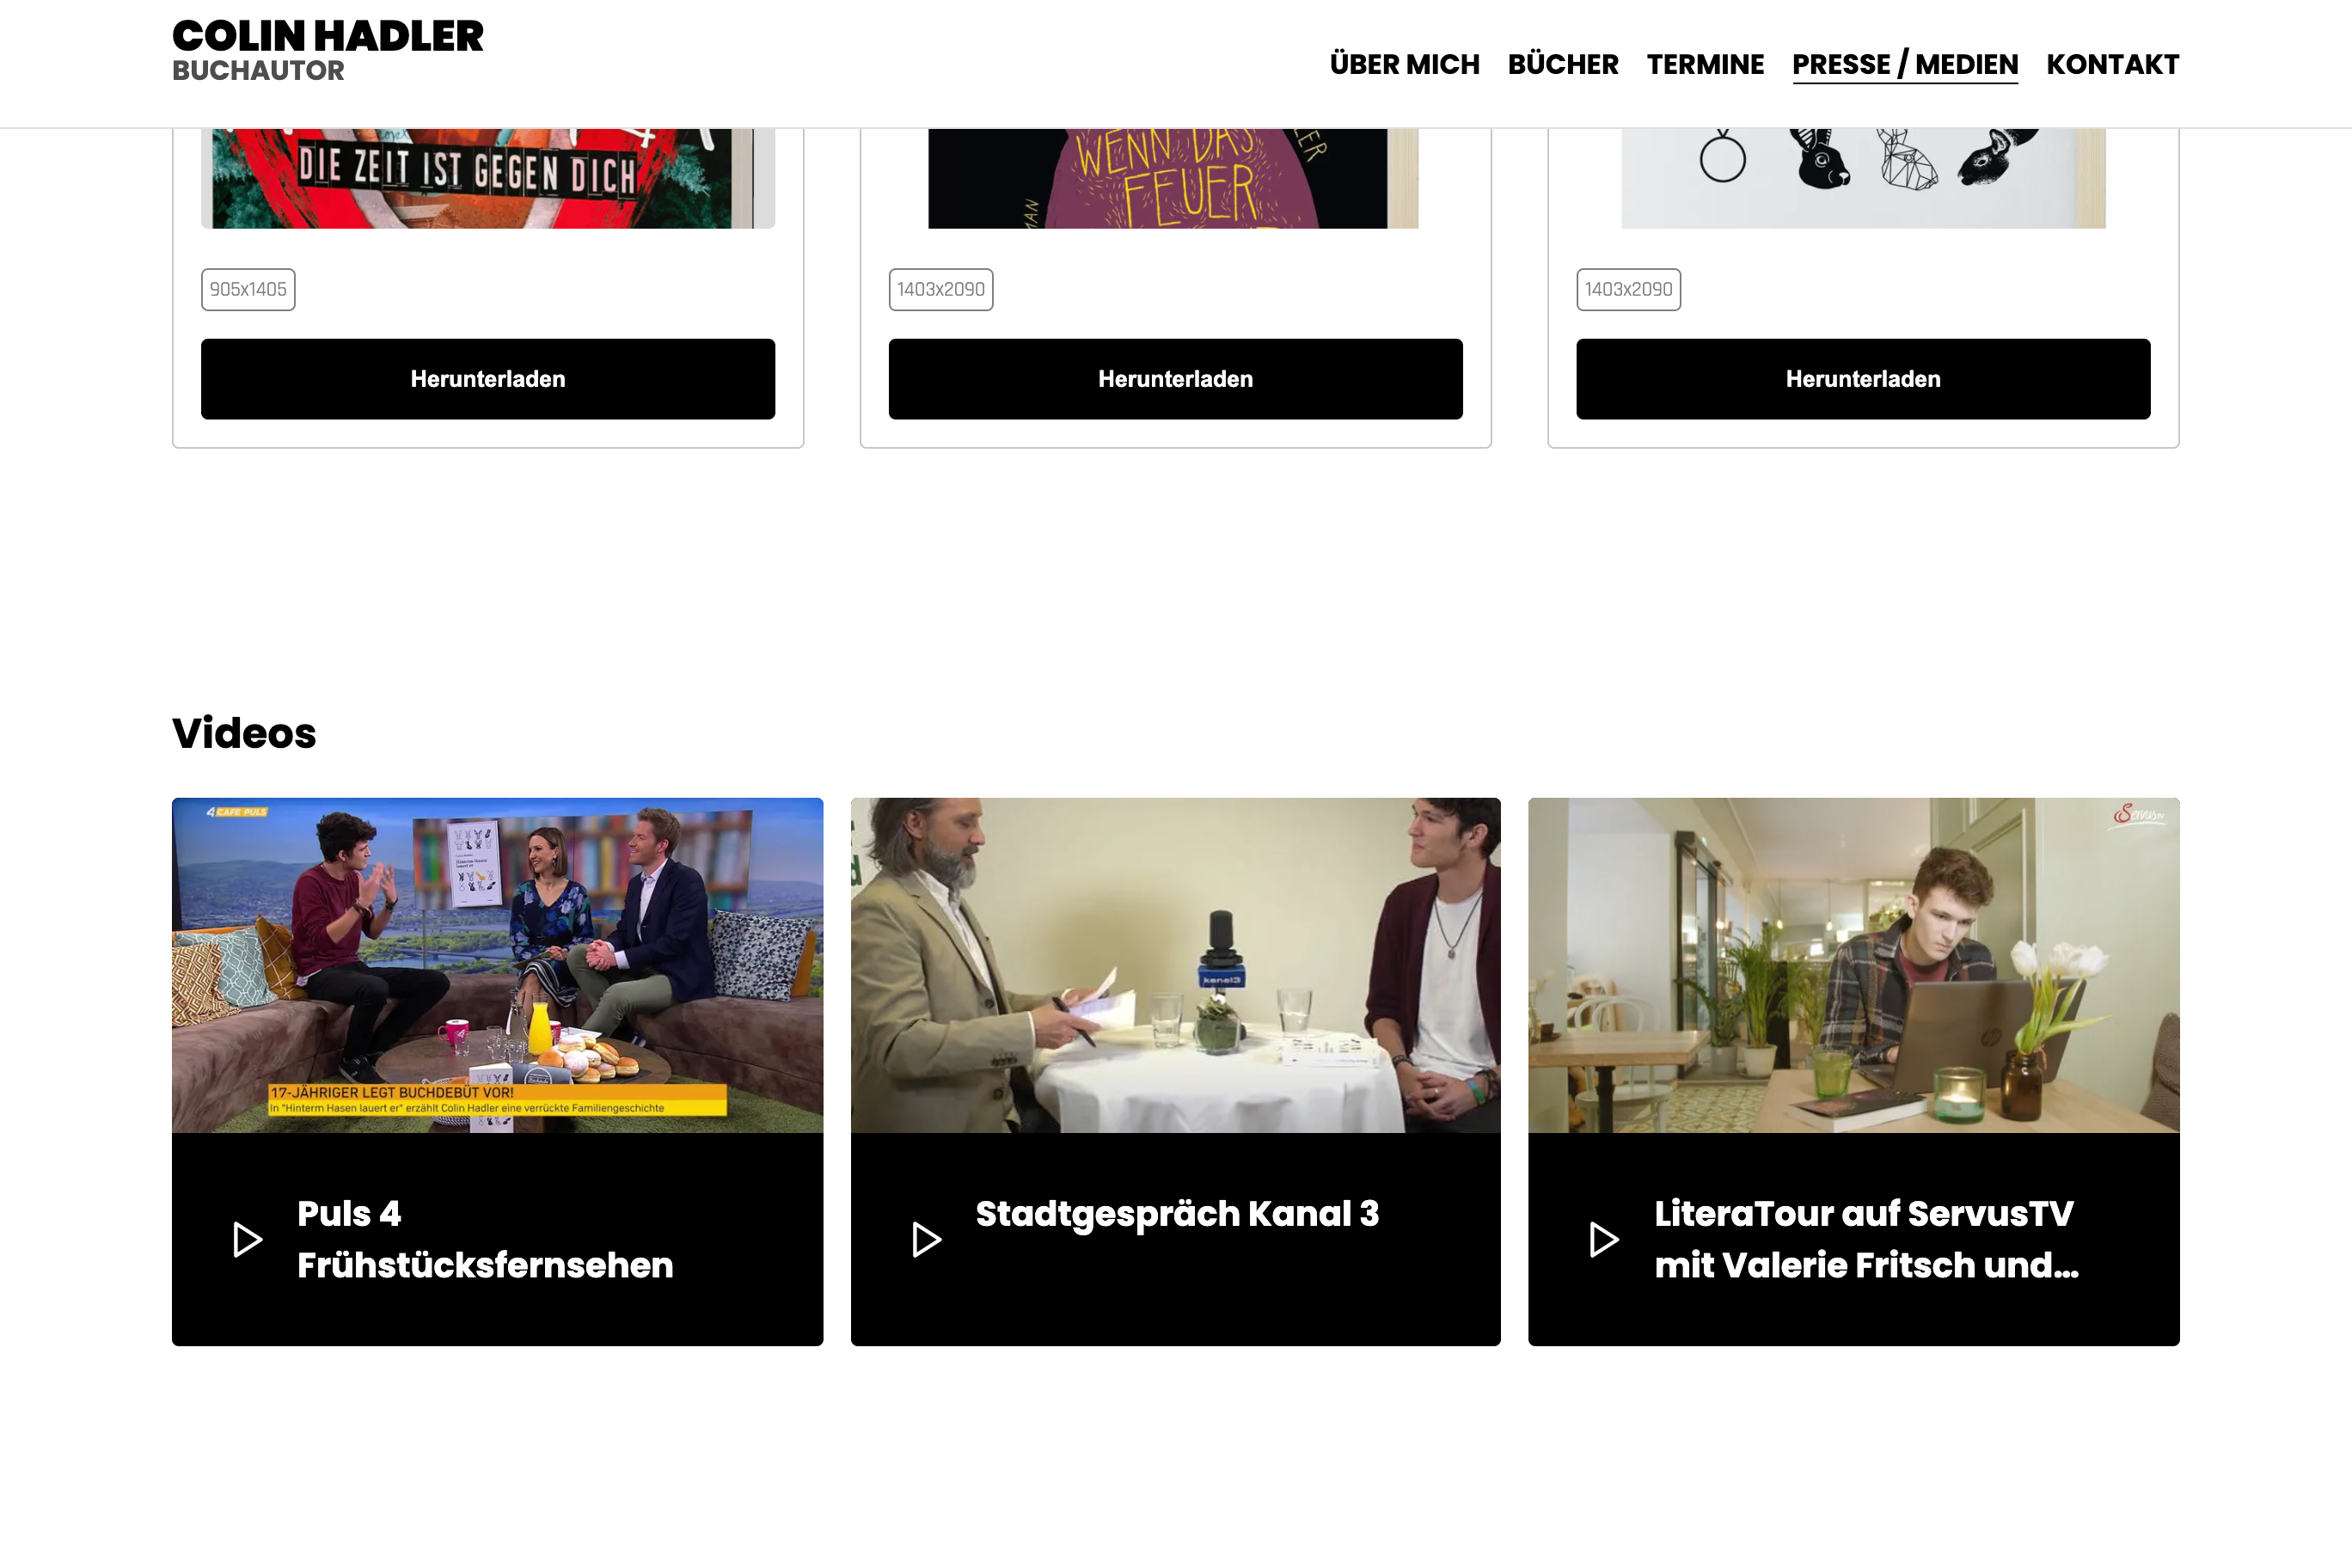 COLIN HADLER
BUCHAUTOR
ÜBER MICH
BÜCHER
TERMINE
PRESSE / MEDIEN
KONTAKT
DIE ZEIT IST GEGEN DICH
WENN DAS
FEUER
905x1405
1403x2090
1403x2090
Herunterladen
Herunterladen
Herunterladen
Videos
4 CAFE PULS
17-JÄHRIGER LEGT BUCHDEBÜT VOR!
In "Hinterm Hasen lauert er" erzählt Colin Hadler eine verrückte Familiengeschichte
kanal3
ServusTV
hp
Puls 4
Frühstücksfernsehen
Stadtgespräch Kanal 3
LiteraTour auf ServusTV
mit Valerie Fritsch und...